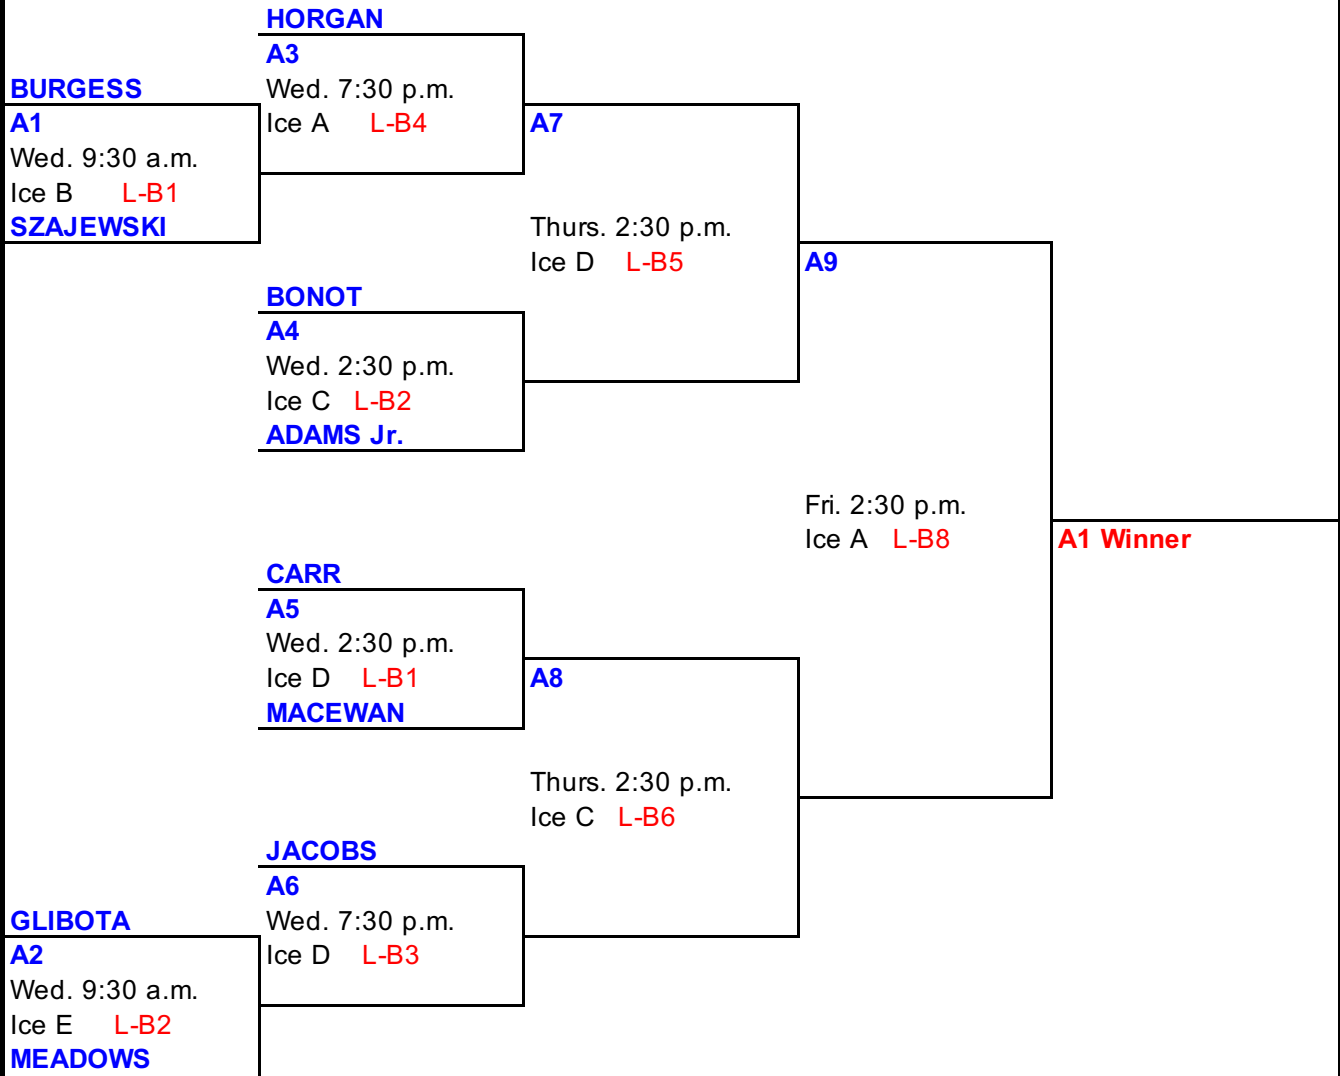 HORGAN
A3
Wed. 7:30 p.m.
Ice A L-B4
BURGESS
A1
Wed. 9:30 a.m.
Ice B L-B1
SZAJEWSKI
A7
Thurs. 2:30 p.m.
Ice D L-B5
BONOT
A4
Wed. 2:30 p.m.
Ice C L-B2
ADAMS Jr.
A9
Fri. 2:30 p.m.
Ice A L-B8
A1 Winner
CARR
A5
Wed. 2:30 p.m.
Ice D L-B1
MACEWAN
A8
Thurs. 2:30 p.m.
Ice C L-B6
JACOBS
A6
Wed. 7:30 p.m.
Ice D L-B3
GLIBOTA
A2
Wed. 9:30 a.m.
Ice E L-B2
MEADOWS